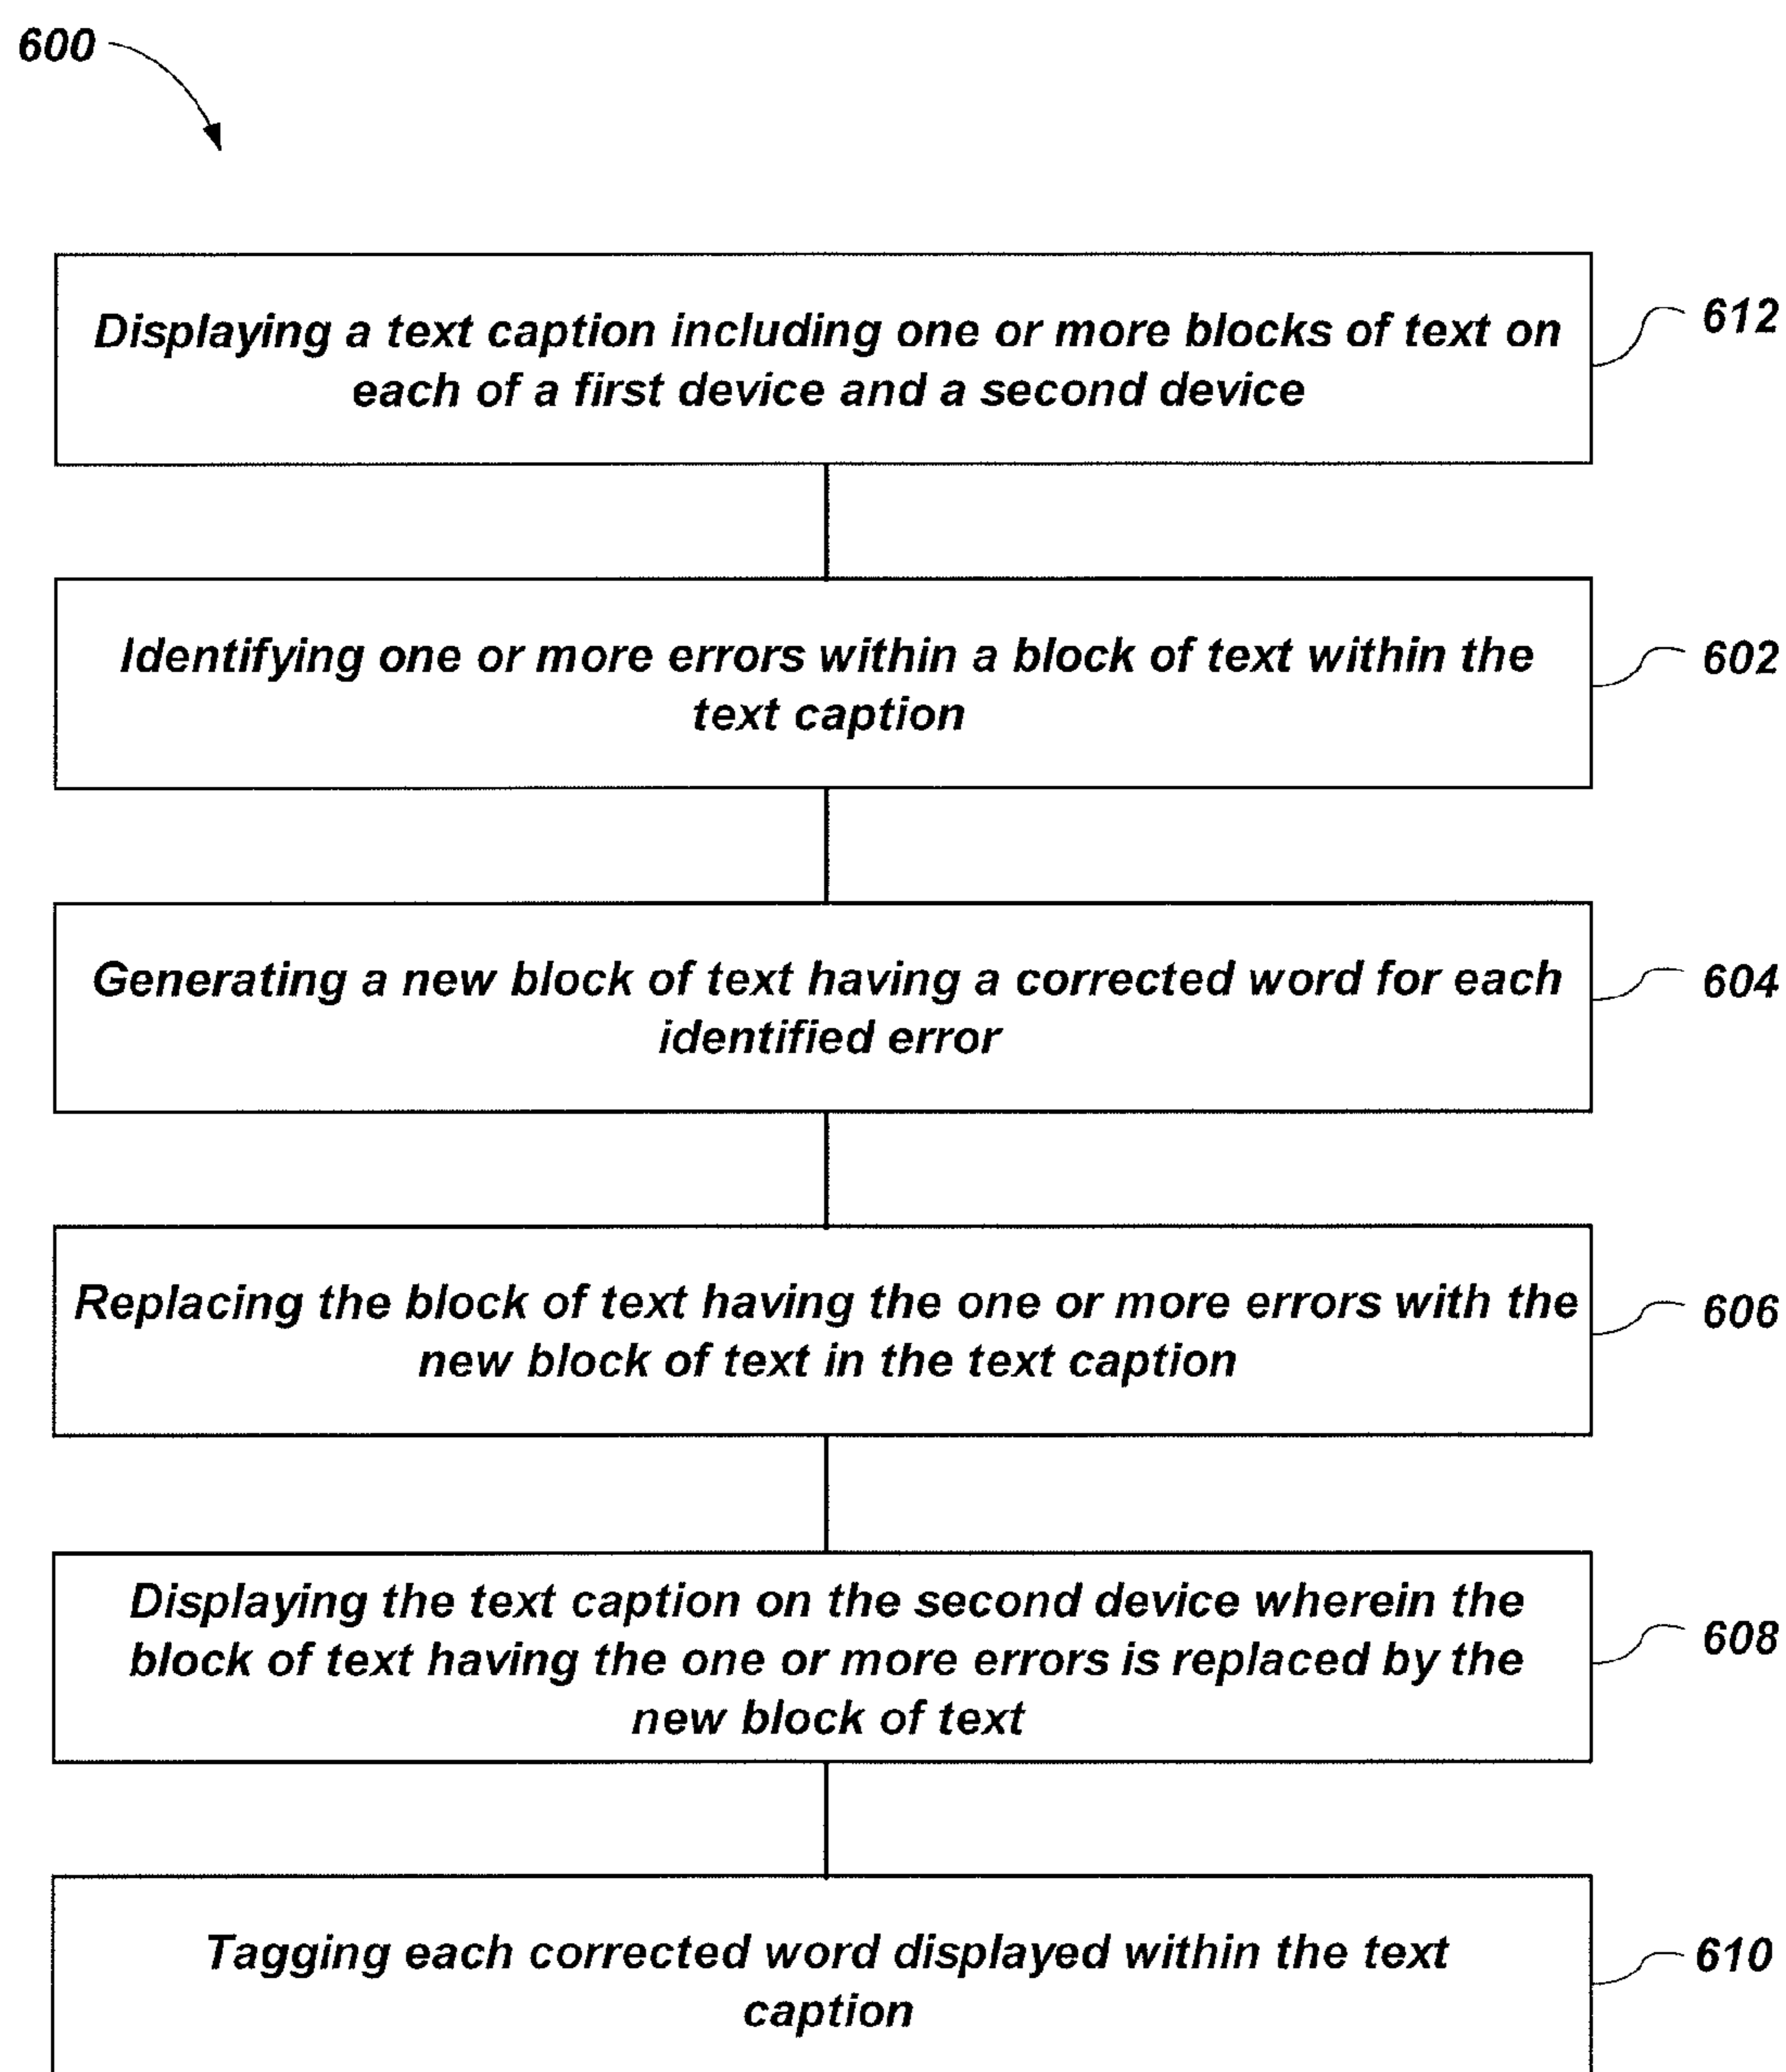 600
Displaying a text caption including one or more blocks of text on
each of a first device and a second device
612
Identifying one or more errors within a block of text within the
text caption
602
Generating a new block of text having a corrected word for each
identified error
604
Replacing the block of text having the one or more errors with the
new block of text in the text caption
606
Displaying the text caption on the second device wherein the
block of text having the one or more errors is replaced by the
new block of text
608
Tagging each corrected word displayed within the text
caption
610